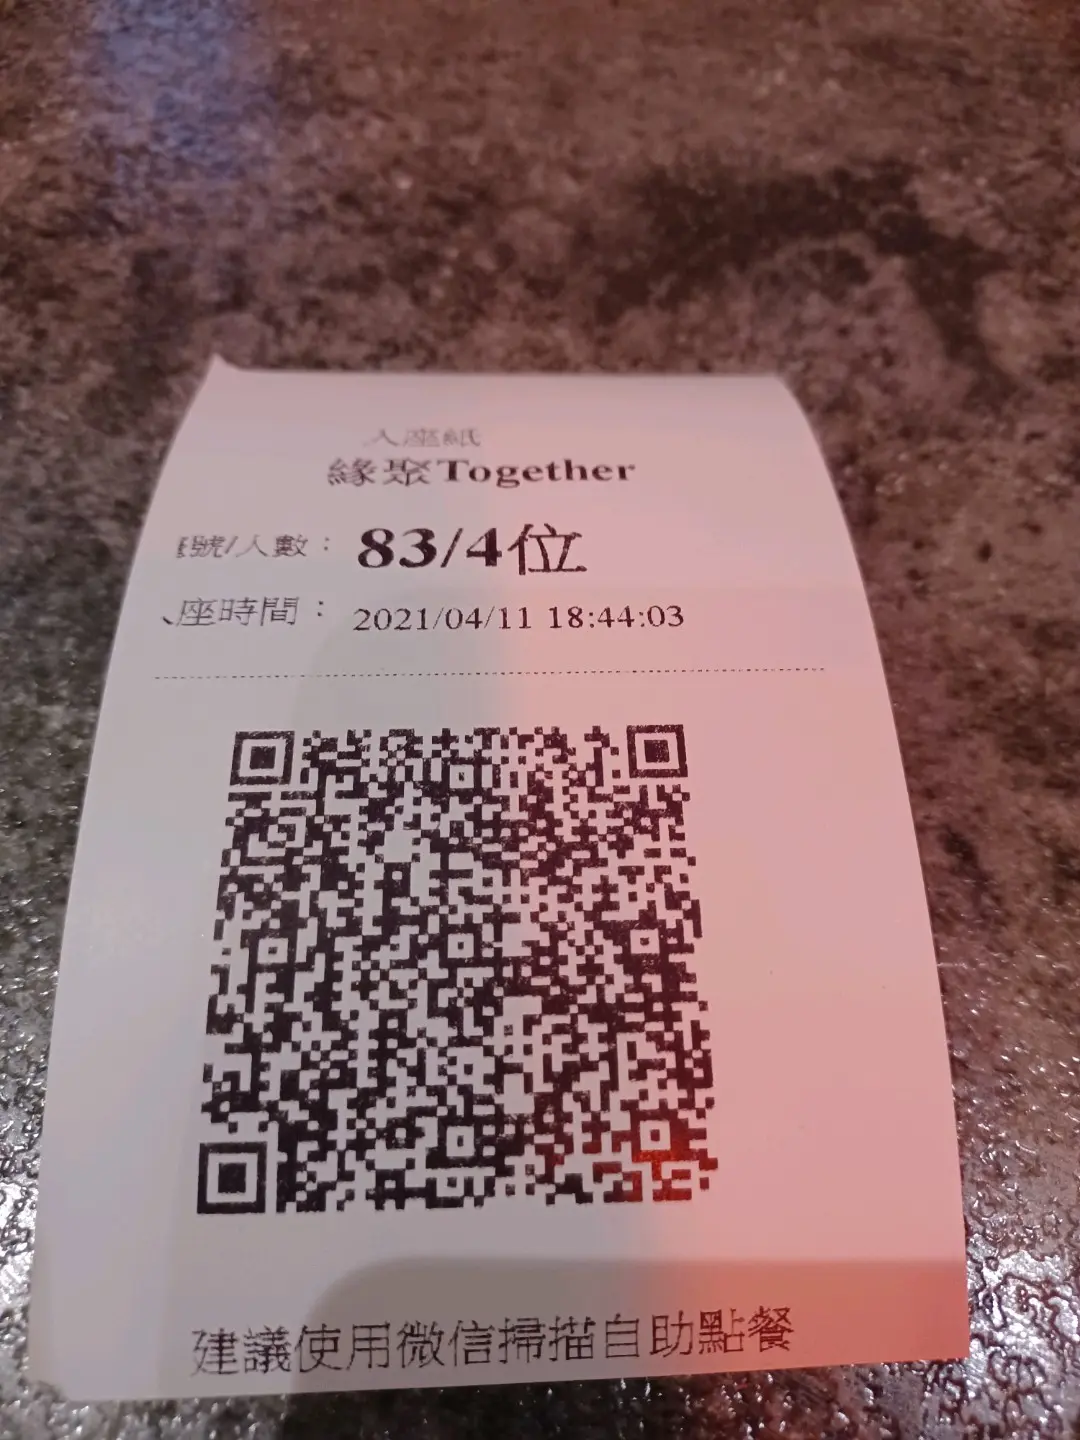 入座紙
緣聚Together
號/人數： 83/4位
座時間： 2021/04/11 18:44:03
建議使用微信掃描自助點餐